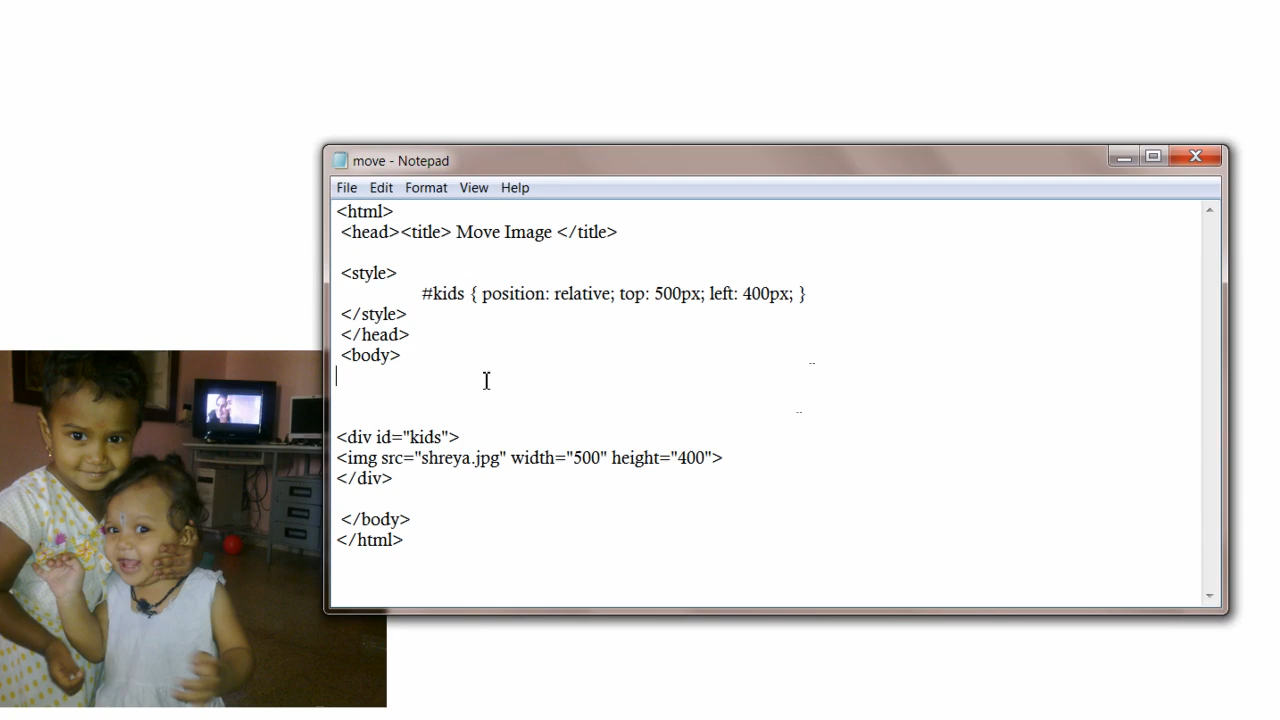 move - Notepad
File Edit Format View Help
<html>
<head><title> Move Image </title>
<style>
#kids { position: relative; top: 500px; left: 400px; }
</style>
</head>
<body>
<div id="kids">
<img src="shreya.jpg" width="500" height="400">
</div>
</body>
</html>